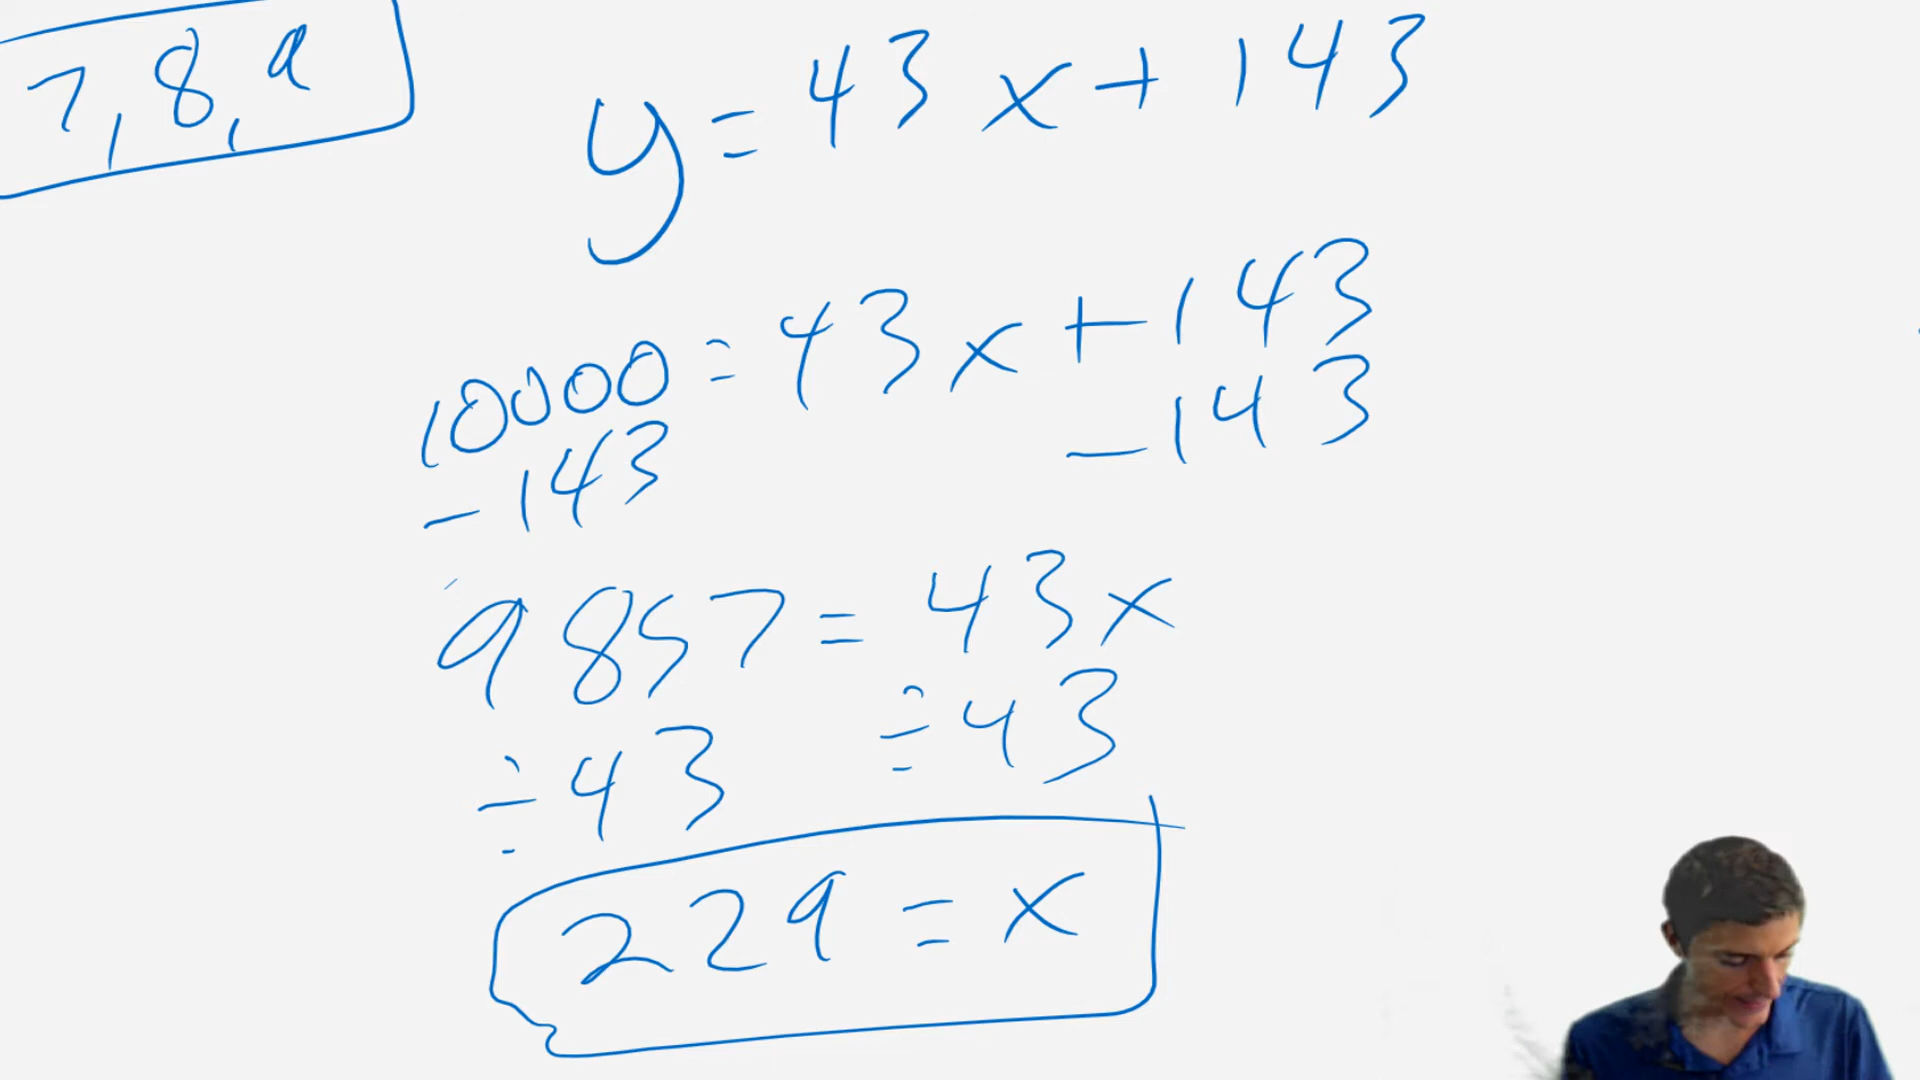 7, 8, 9
y = 43x + 143
10000 = 43x + 143
- 143 - 143
9857 = 43x
÷ 43 ÷ 43
229 = x